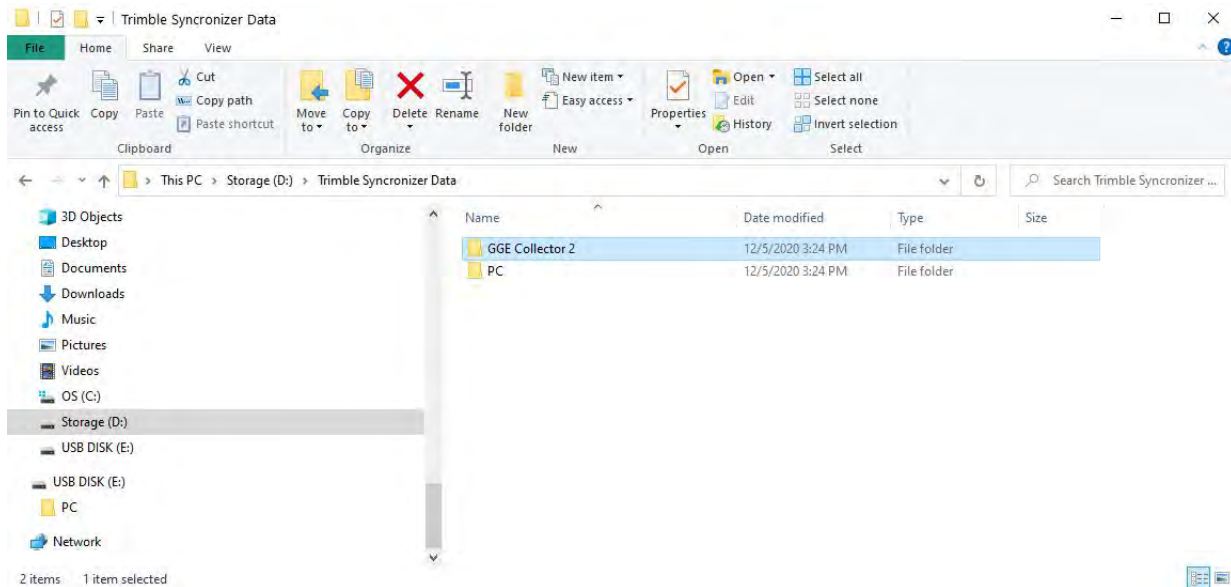 Trimble Syncronizer Data
File Home Share View
Pin to Quick access
Copy
Paste
Cut
Copy path
Paste shortcut
Clipboard
Move to
Copy to
Delete
Rename
Organize
New folder
New item
Easy access
New
Properties
Open
Edit
History
Open
Select all
Select none
Invert selection
Select
This PC > Storage (D:) > Trimble Syncronizer Data
Search Trimble Syncronizer ...
3D Objects
Desktop
Documents
Downloads
Music
Pictures
Videos
OS (C:)
Storage (D:)
USB DISK (E:)
USB DISK (E:)
PC
Network
Name Date modified Type Size
GGE Collector 2 12/5/2020 3:24 PM File folder
PC 12/5/2020 3:24 PM File folder
2 items 1 item selected